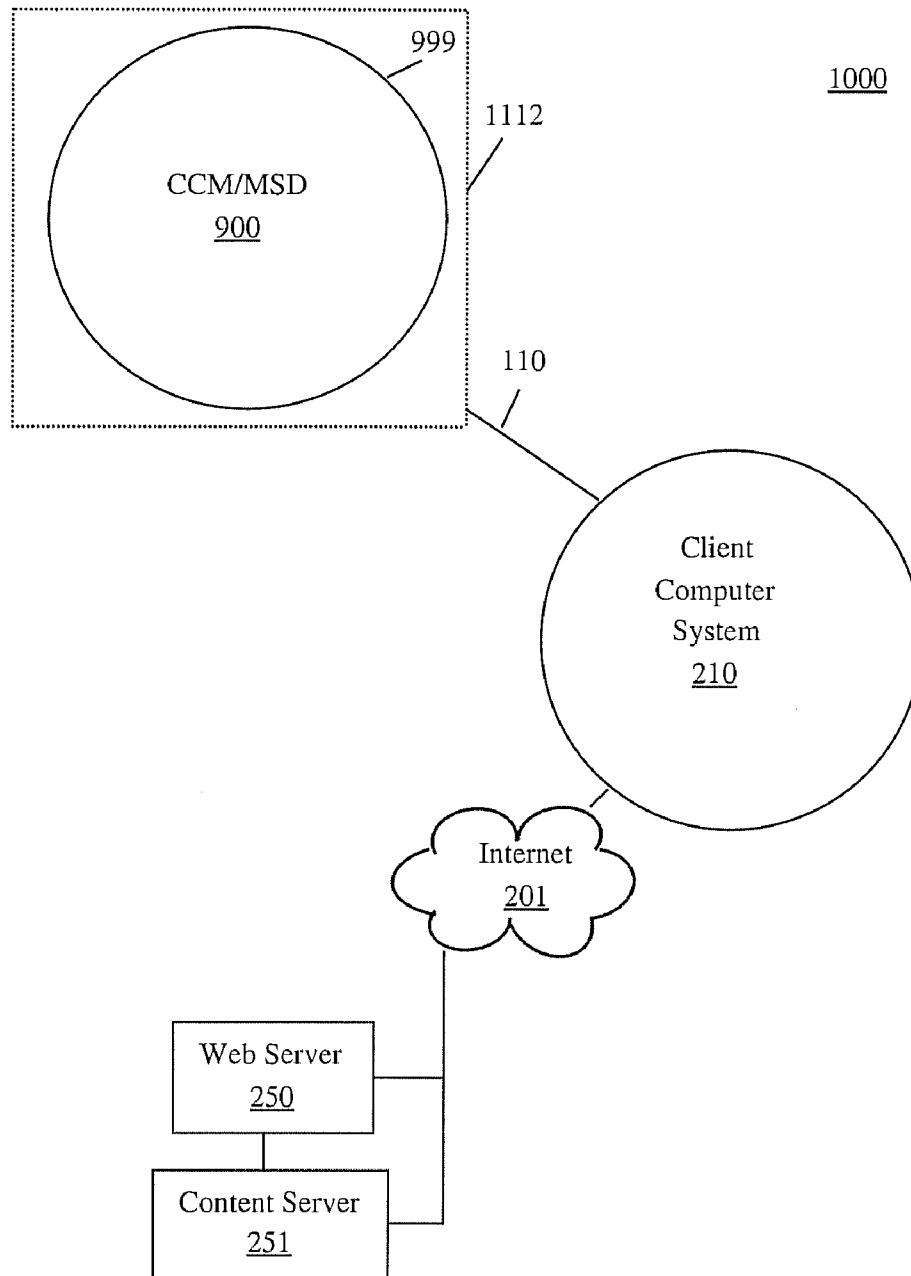 999
1000
1112
CCM/MSD
900
110
Client
Computer
System
210
Internet
201
Web Server
250
Content Server
251